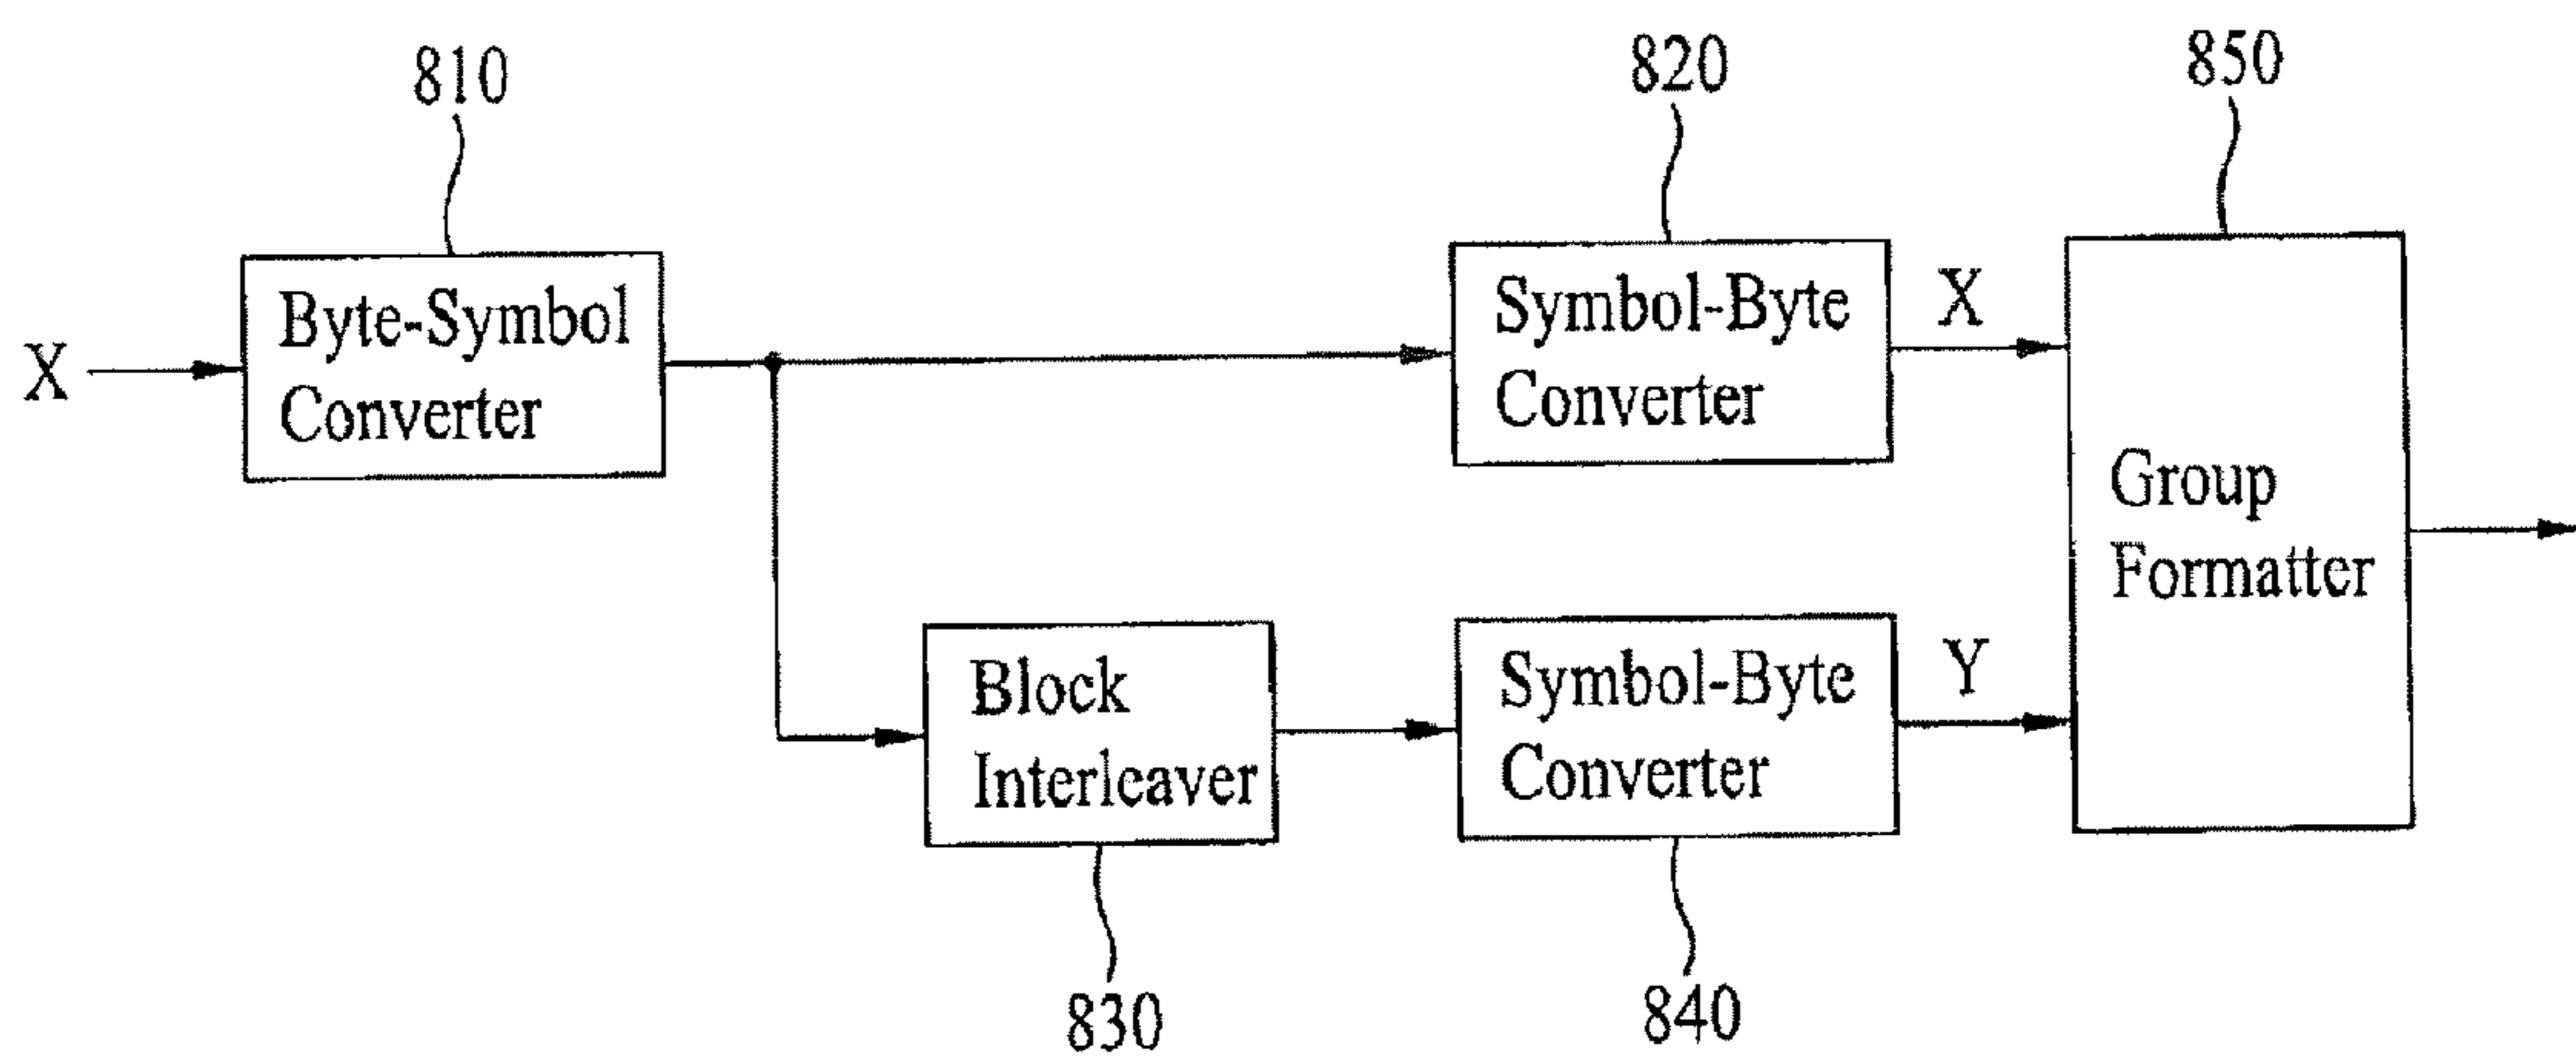 810
820
850
X
Byte-Symbol
Converter
Symbol-Byte
Converter
X
Group
Formatter
Block
Interleaver
Symbol-Byte
Converter
Y
830
840